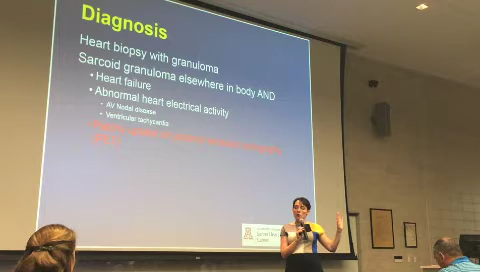 Diagnosis
Heart biopsy with granuloma
Sarcoid granuloma elsewhere in body AND
• Heart failure
• Abnormal heart electrical activity
• AV Nodal disease
• Ventricular tachycardia